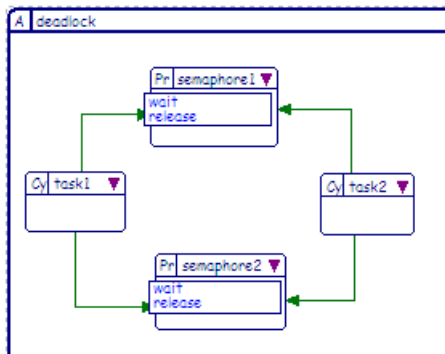 A deadlock
Pr semaphore1
wait
release
Cy task1
Cy task2
Pr semaphore2
wait
release